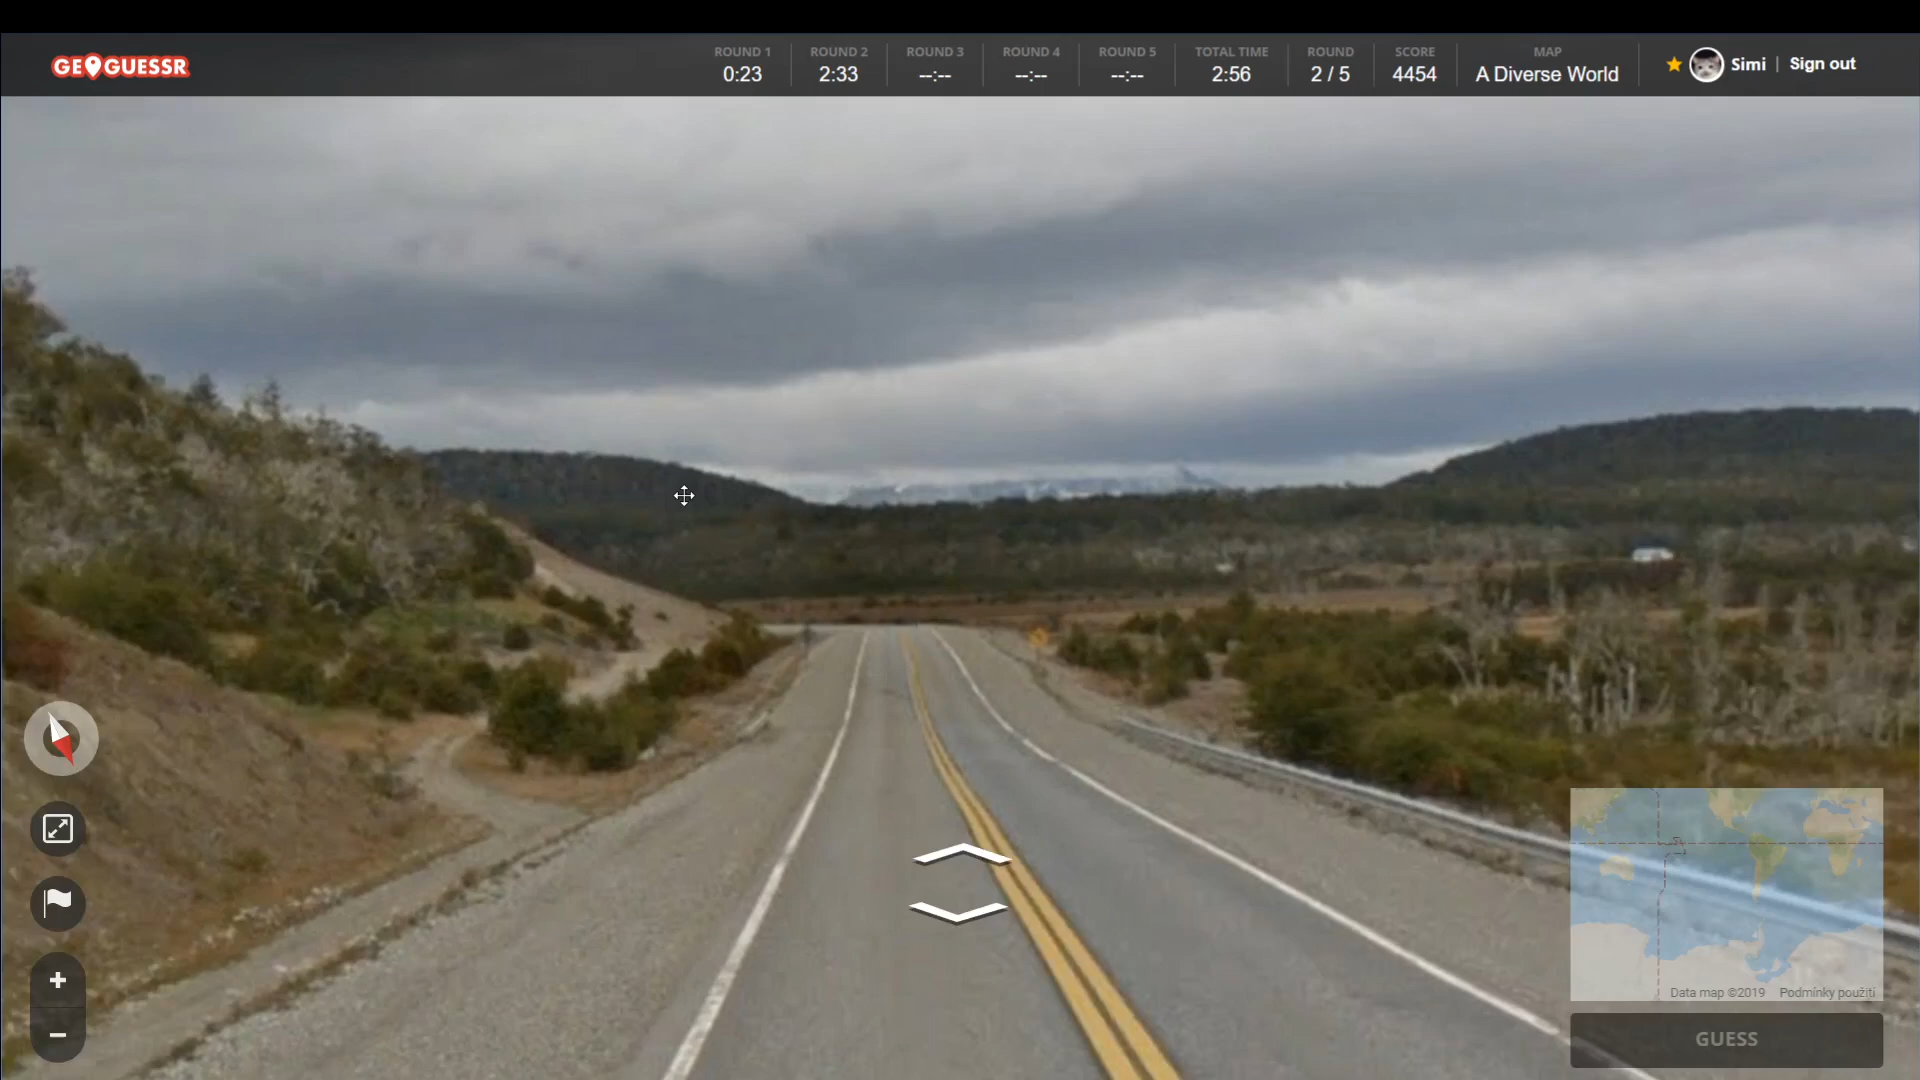 GEOGUESSR
ROUND 1
0:23
ROUND 2
2:33
ROUND 3
--:--
ROUND 4
--:--
ROUND 5
--:--
TOTAL TIME
2:56
ROUND
2 / 5
SCORE
4454
MAP
A Diverse World
Simi | Sign out
Data map ©2019 Podmínky použití
GUESS